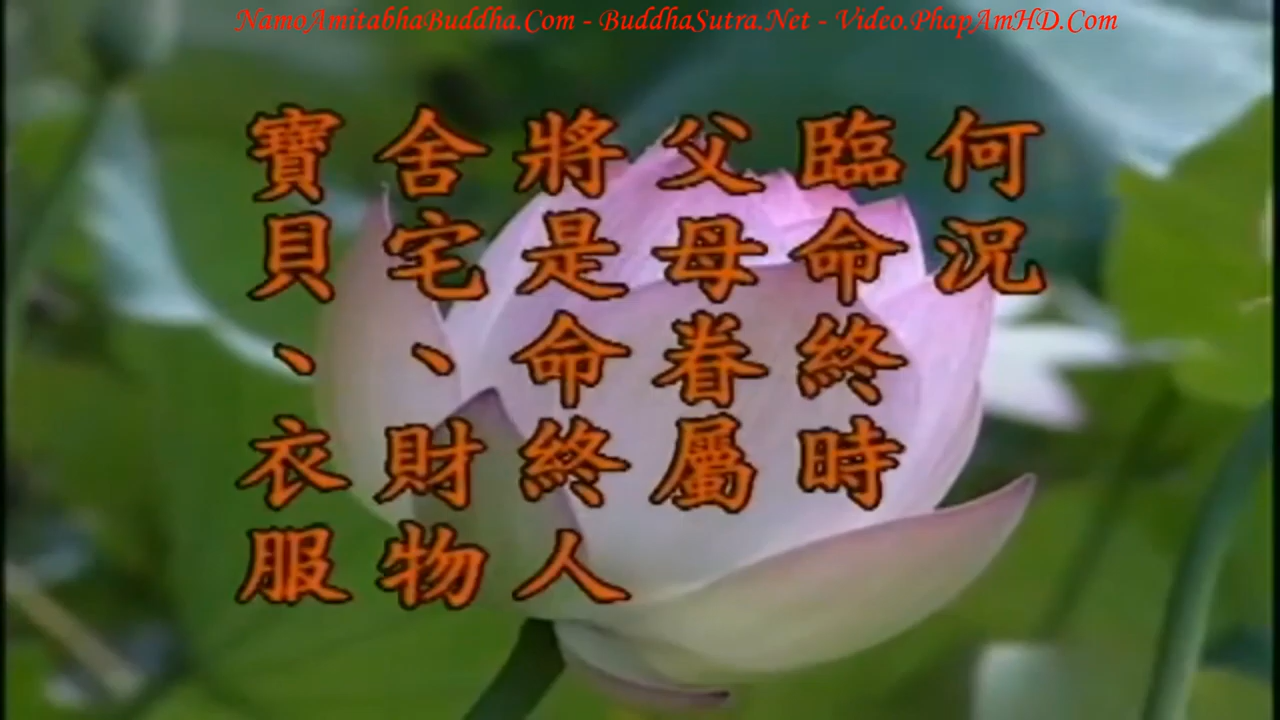 NamoAmitabhaBuddha.Com - BuddhaSutra.Net - Video.PhapAmHD.Com
何況
臨命終時
父母眷屬
將是命終人
舍宅、財物
寶貝、衣服